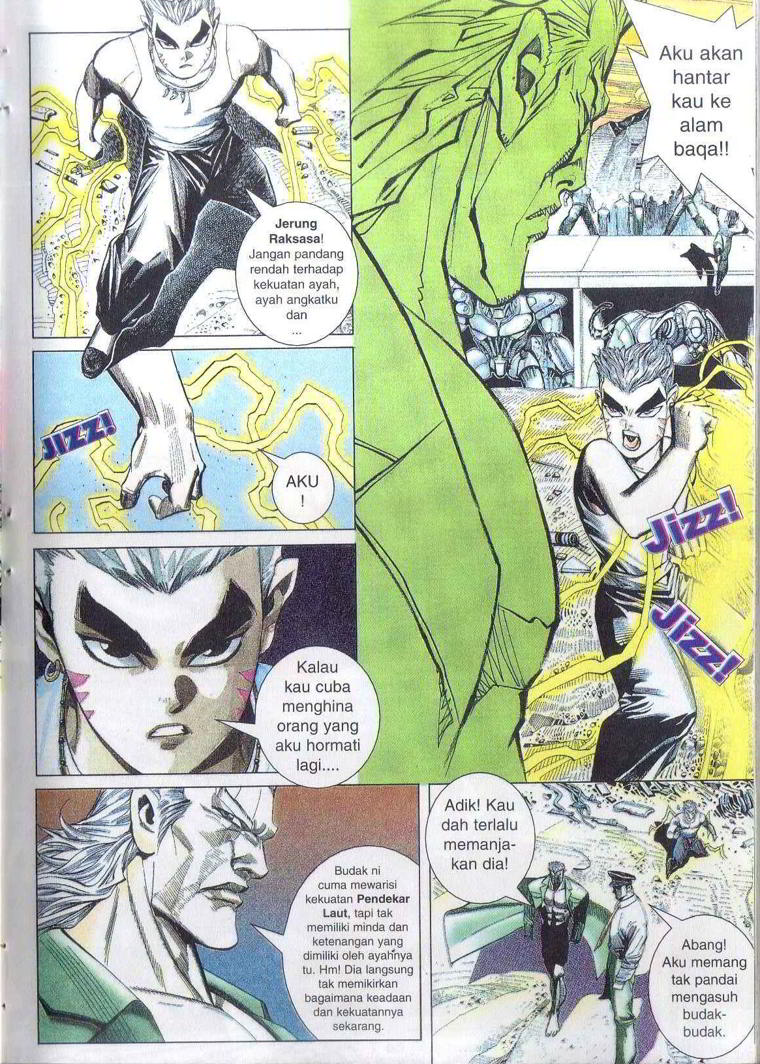 Jerung
Raksasa!
Jangan pandang
rendah terhadap
kekuatan ayah,
ayah angkatku
dan
...
JIZZ!
AKU
!
Kalau
kau cuba
menghina
orang yang
aku hormati
lagi....
Aku akan
hantar
kau ke
alam
baqa!!
Jizz!
Jizz!
Budak ni
cuma mewarisi
kekuatan Pendekar
Laut, tapi tak
memiliki minda dan
ketenangan yang
dimiliki oleh ayahnya
tu. Hm! Dia langsung
tak memikirkan
bagaimana keadaan
dan kekuatannya
sekarang.
Adik! Kau
dah terlalu
memanja-
kan dia!
Abang!
Aku memang
tak pandai
mengasuh
budak-
budak.